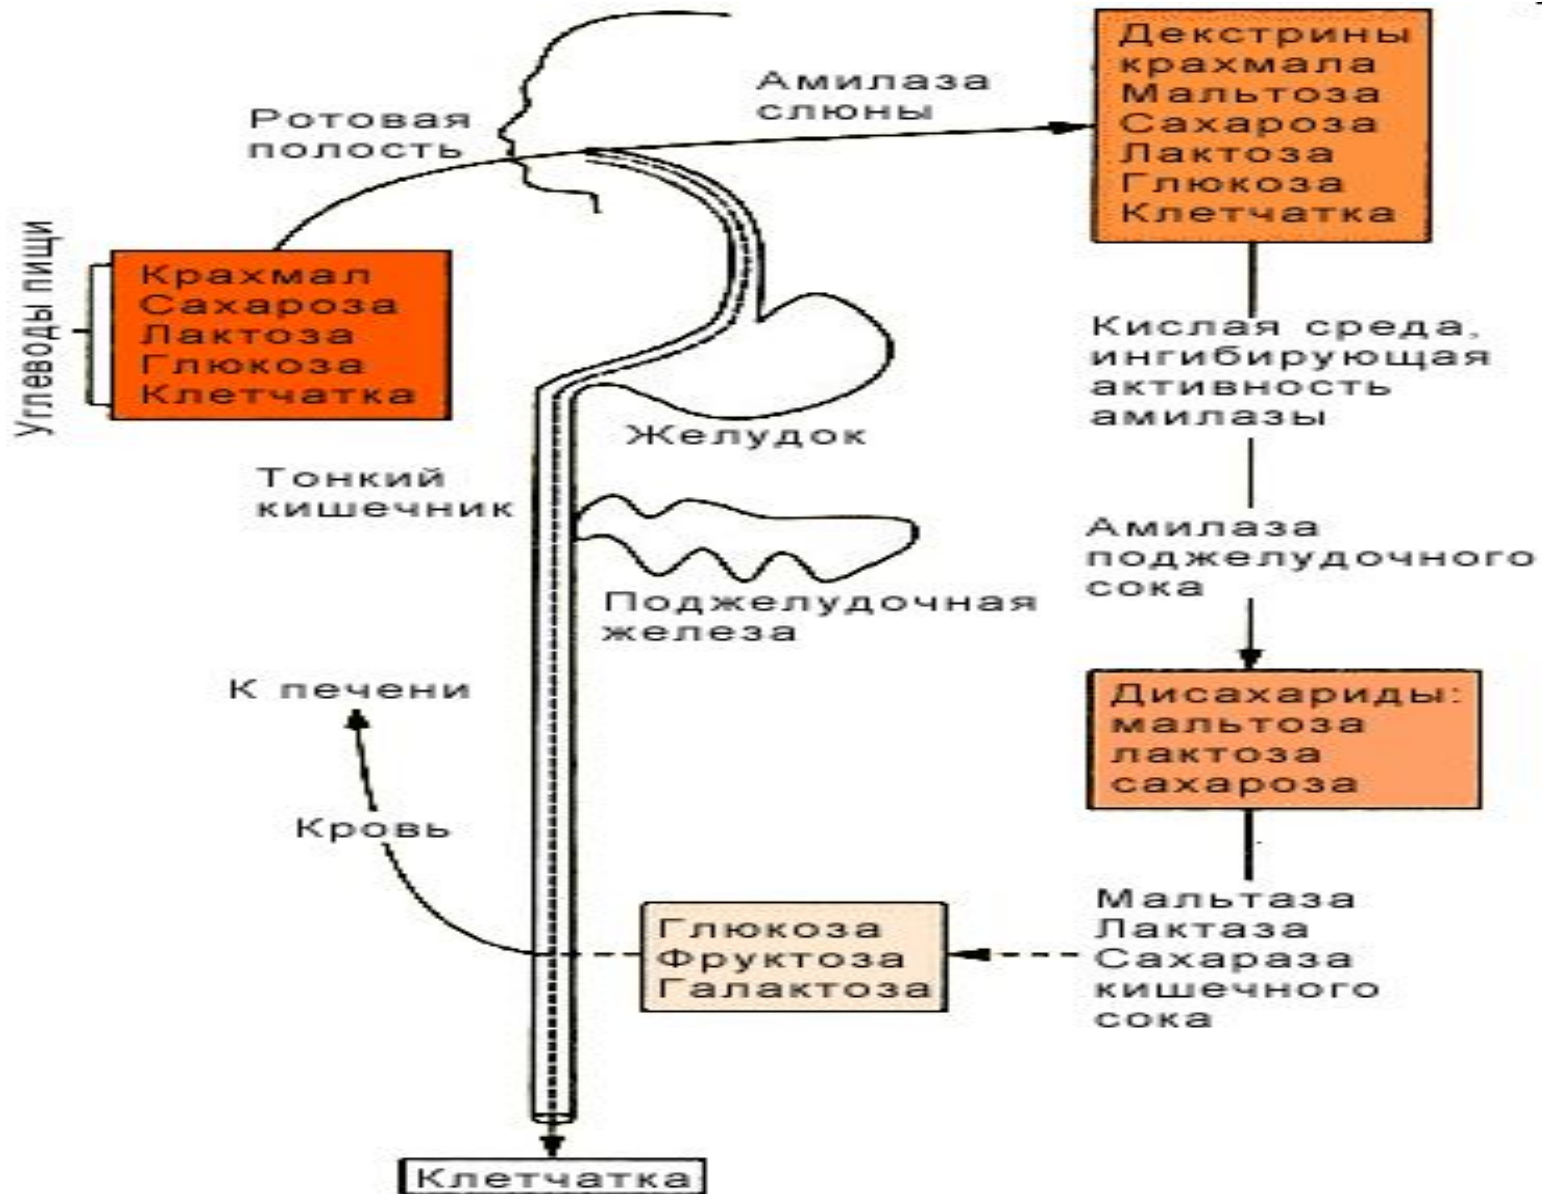 Ротовая
полость
Амилаза
слюны
Декстрины
крахмала
Мальтоза
Сахароза
Лактоза
Глюкоза
Клетчатка
Углеводы пищи
Крахмал
Сахароза
Лактоза
Глюкоза
Клетчатка
Кислая среда,
ингибирующая
активность
амилазы
Желудок
Тонкий
кишечник
Амилаза
поджелудочного
сока
Поджелудочная
железа
К печени
Дисахариды:
мальтоза
лактоза
сахароза
Кровь
Глюкоза
Фруктоза
Галактоза
Мальтаза
Лактаза
Сахараза
кишечного
сока
Клетчатка